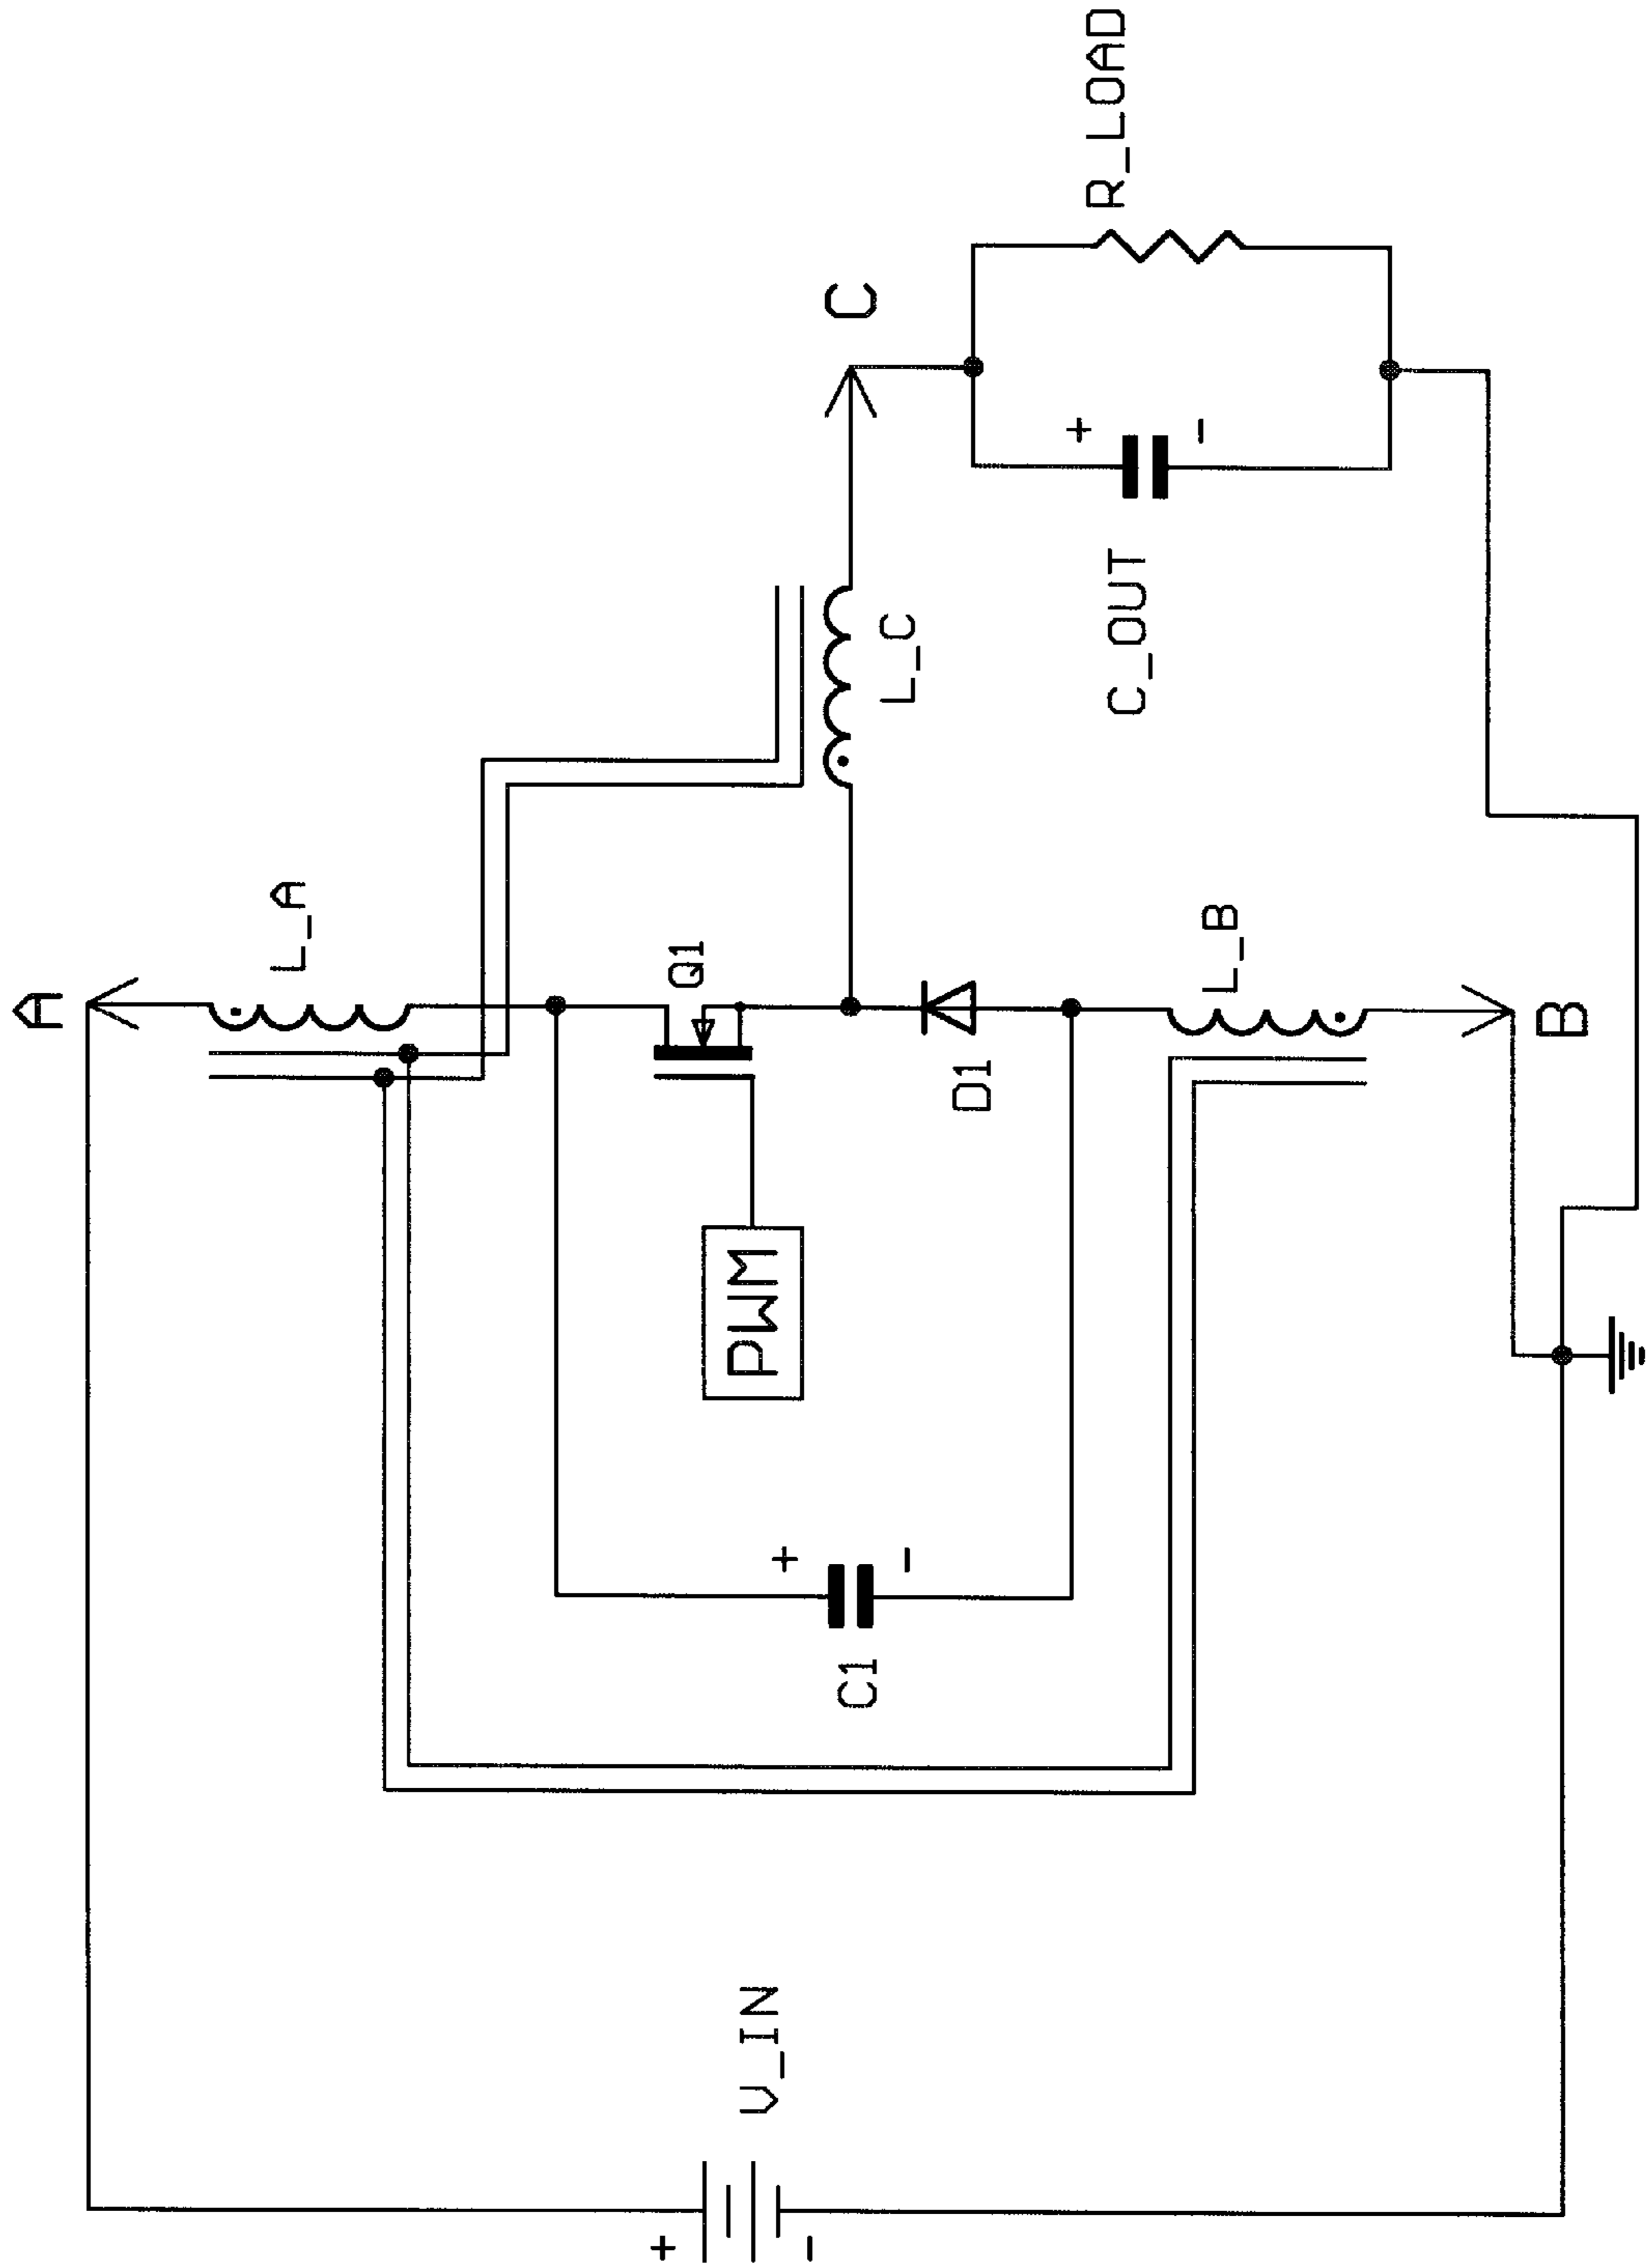 A
L_A
Q1
C
R_LOAD
+
-
C_OUT
L_C
D1
L_B
B
PWM
+
-
C1
V_IN
+
-